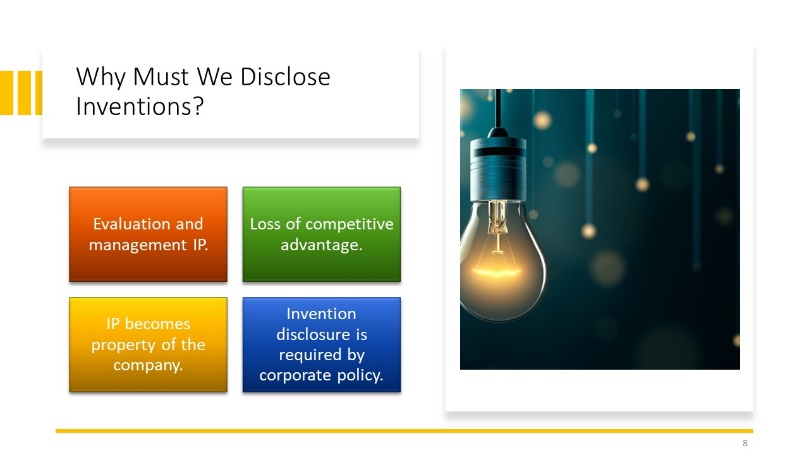 Why Must We Disclose
Inventions?
Evaluation and
management IP.
Loss of competitive
advantage.
IP becomes
property of the
company.
Invention
disclosure is
required by
corporate policy.
8